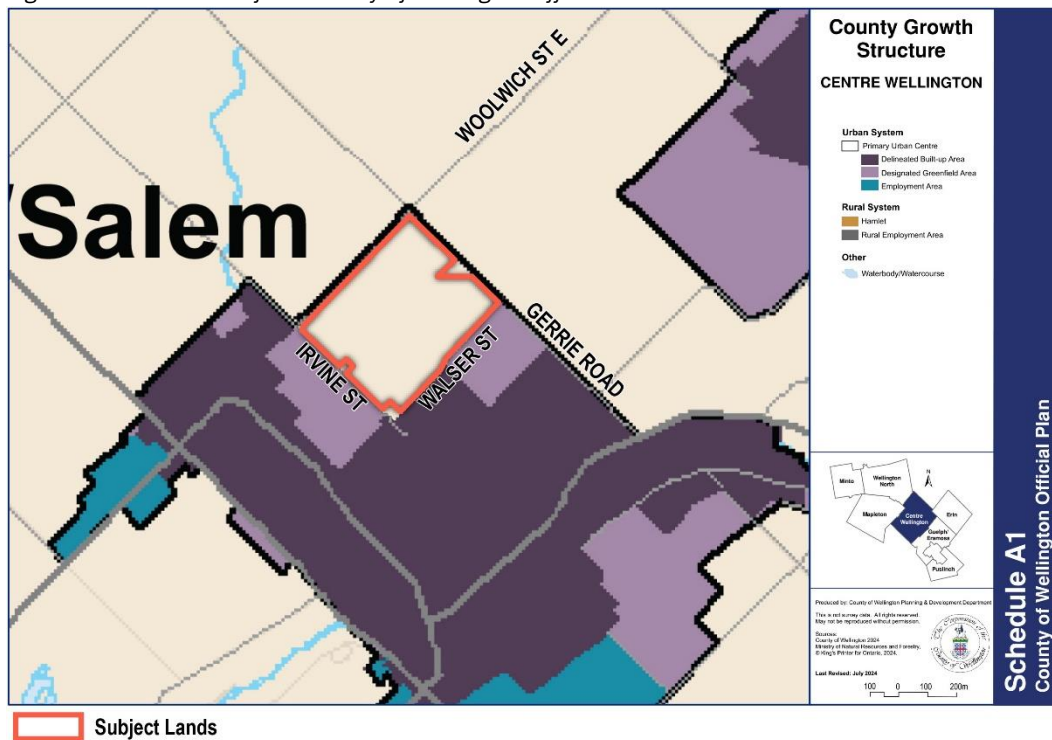 WOOLWICH ST E
/Salem
GERRIE ROAD
IRVINE ST
WALSER ST
County Growth
Structure
CENTRE WELLINGTON
Urban System
Primary Urban Centre
Delineated Built-up Area
Designated Greenfield Area
Employment Area
Rural System
Hamlet
Rural Employment Area
Other
Waterbody/Watercourse
N
Minto
Wellington
North
Mapleton
Centre
Wellington
Erin
Guelph/
Eramosa
Puslinch
Produced by: County of Wellington Planning & Development Department
This is not survey data. All rights reserved.
May not be reproduced without permission.
Sources:
County of Wellington 2024
Ministry of Natural Resources and Forestry,
© King's Printer for Ontario, 2024.
Last Revised: July 2024
100 0 100 200m
Schedule A1
County of Wellington Official Plan
Subject Lands